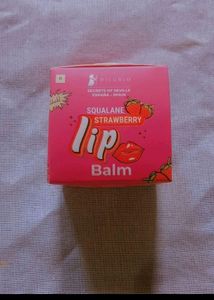 SECRETS OF SEVILLE
ESPAÑA - SPAIN
SQUALANE
STRAWBERRY
lip
Balm